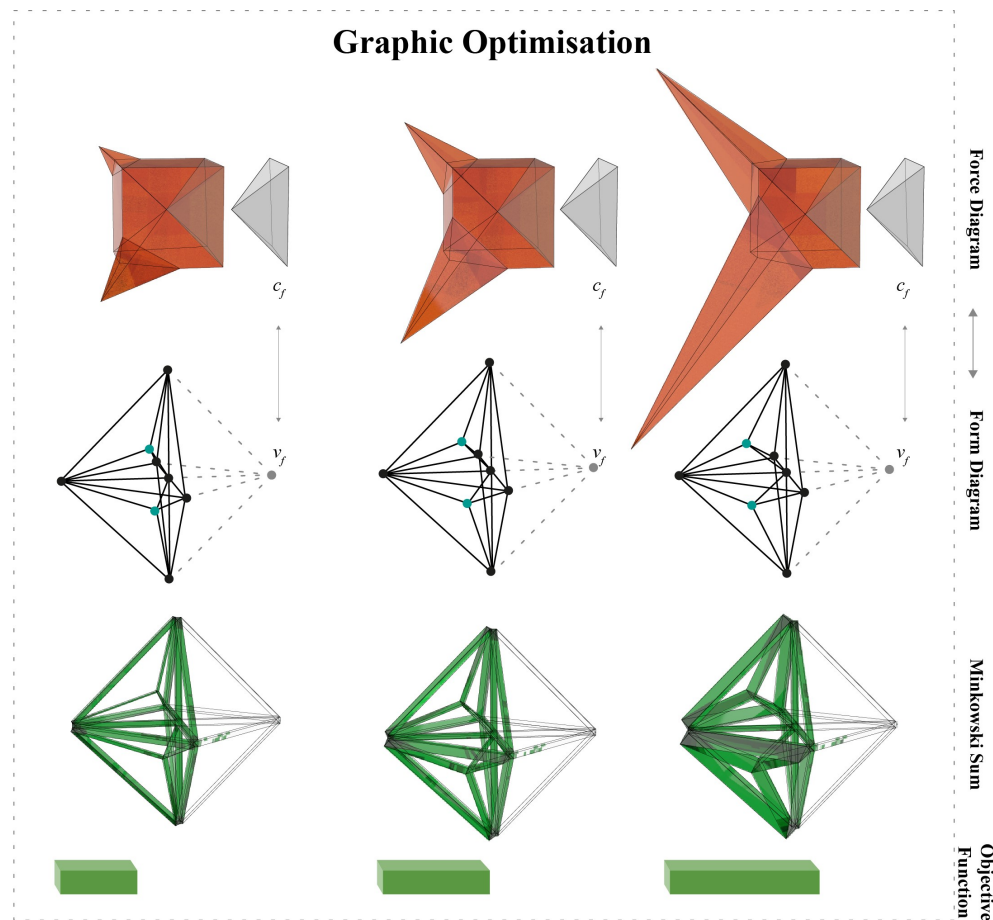 Graphic Optimisation
Force Diagram
c_f
c_f
c_f
Form Diagram
v_f
v_f
v_f
Minkowski Sum
Objective
Function